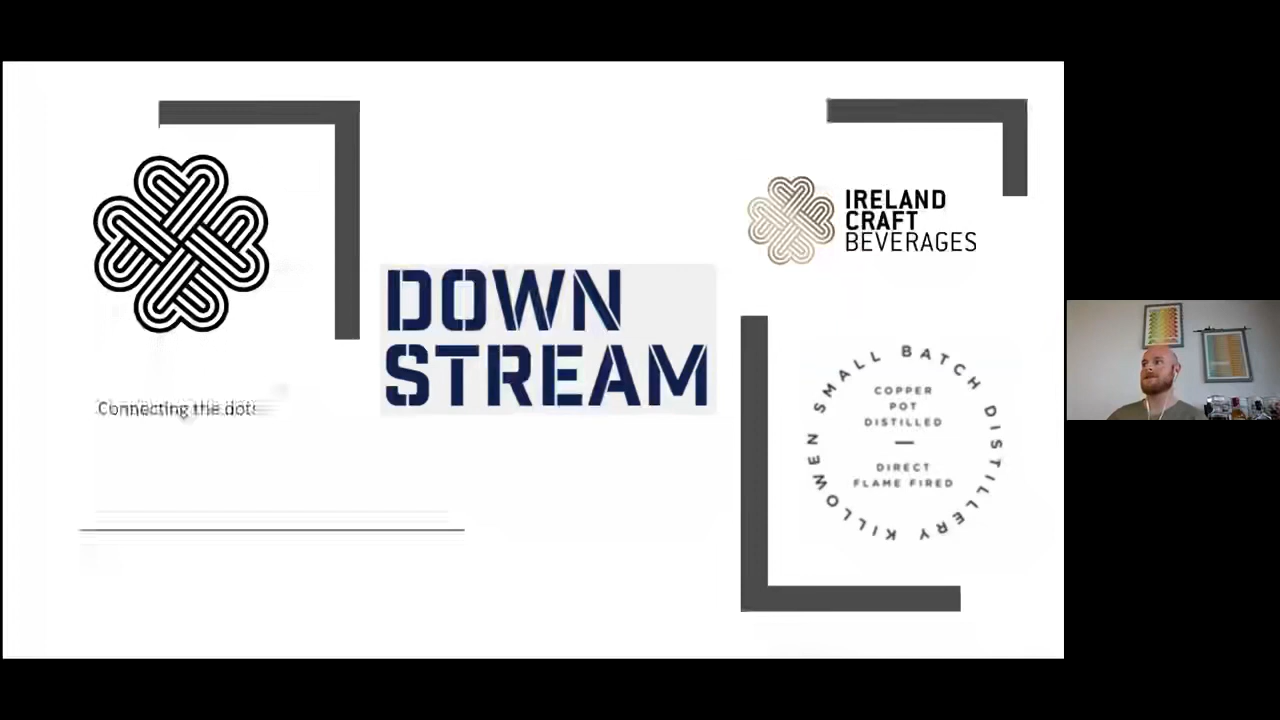 Connecting the dots
DOWN
STREAM
IRELAND
CRAFT
BEVERAGES
KILLOWEN SMALL BATCH DISTILLERY
COPPER
POT
DISTILLED
DIRECT
FLAME FIRED